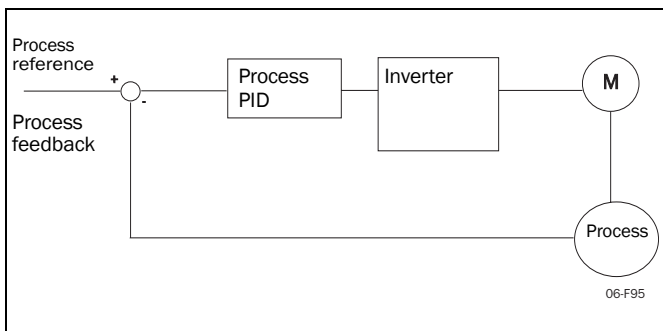 Process
reference
+
-
Process
feedback
Process
PID
Inverter
M
Process
06-F95